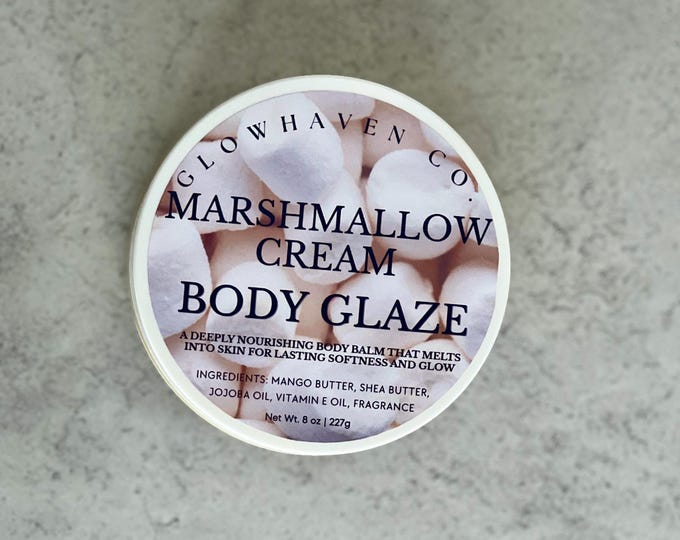 GLOWHAVEN CO.
MARSHMALLOW
CREAM
BODY GLAZE
A DEEPLY NOURISHING BODY BALM THAT MELTS
INTO SKIN FOR LASTING SOFTNESS AND GLOW
INGREDIENTS: MANGO BUTTER, SHEA BUTTER,
JOJOBA OIL, VITAMIN E OIL, FRAGRANCE
Net Wt. 8 oz | 227g